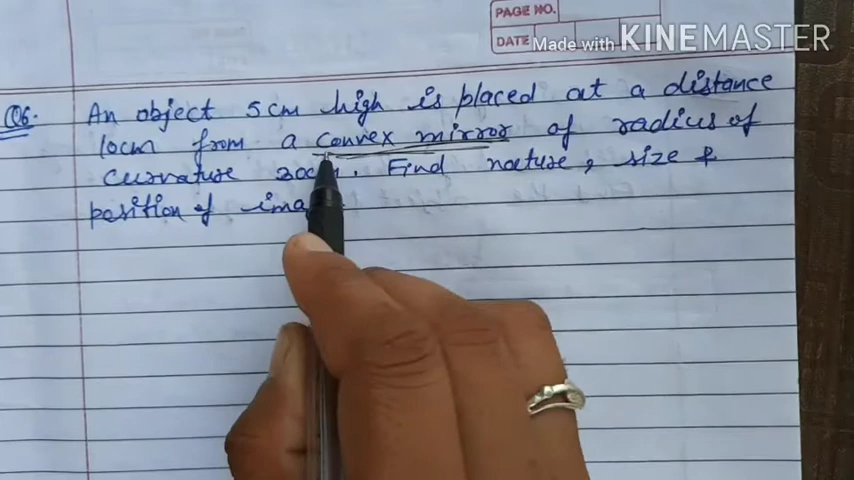 PAGE NO.
DATE
Made with KINEMASTER
Q6. An object 5cm high is placed at a distance
10cm from a convex mirror of radius of
curvature . Find nature, size &
position of